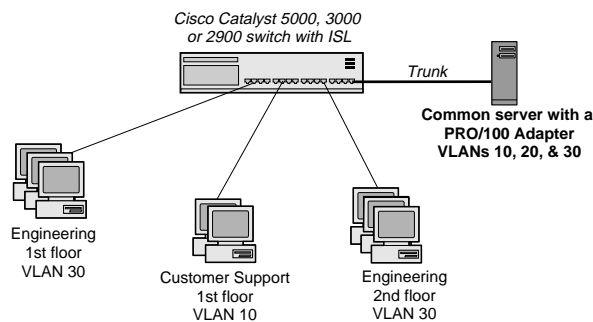 Cisco Catalyst 5000, 3000
or 2900 switch with ISL
Trunk
Common server with a
PRO/100 Adapter
VLANs 10, 20, & 30
Engineering
1st floor
VLAN 30
Customer Support
1st floor
VLAN 10
Engineering
2nd floor
VLAN 30